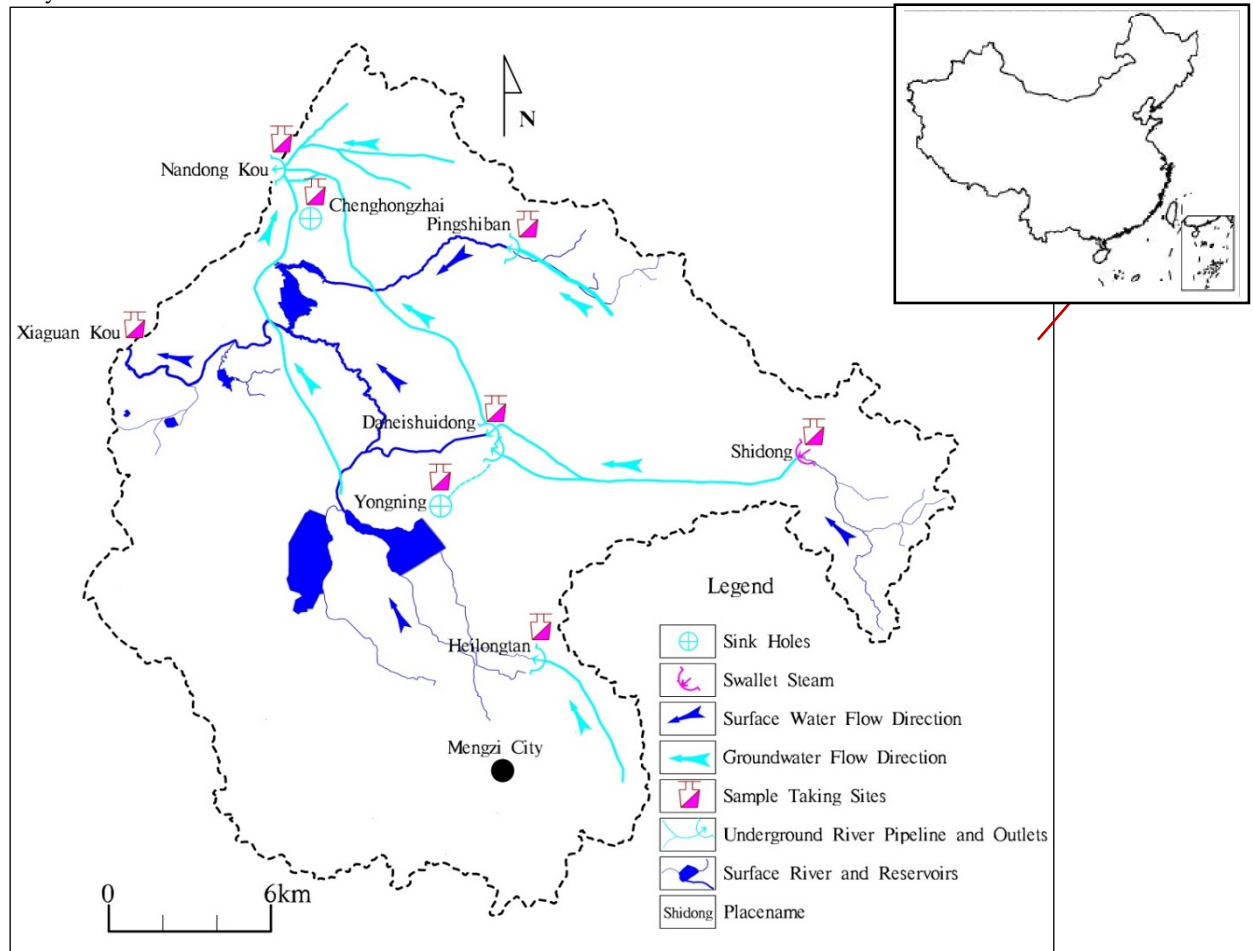 N
Nandong Kou
Chenghongzhai
Pingshiban
Xiaguan Kou
Daheishuidong
Shidong
Yongning
Heilongtan
Mengzi City
Legend
Sink Holes
Swallet Steam
Surface Water Flow Direction
Groundwater Flow Direction
Sample Taking Sites
Underground River Pipeline and Outlets
Surface River and Reservoirs
Shidong Placename
0 6km